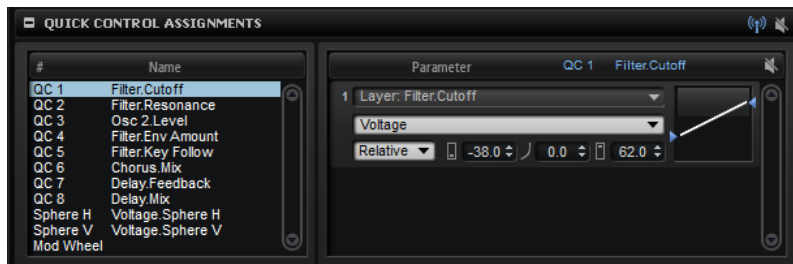 QUICK CONTROL ASSIGNMENTS
# Name
QC 1 Filter.Cutoff
QC 2 Filter.Resonance
QC 3 Osc 2.Level
QC 4 Filter.Env Amount
QC 5 Filter.Key Follow
QC 6 Chorus.Mix
QC 7 Delay.Feedback
QC 8 Delay.Mix
Sphere H Voltage.Sphere H
Sphere V Voltage.Sphere V
Mod Wheel
Parameter QC 1 Filter.Cutoff
1 Layer: Filter.Cutoff
Voltage
Relative -38.0 0.0 62.0